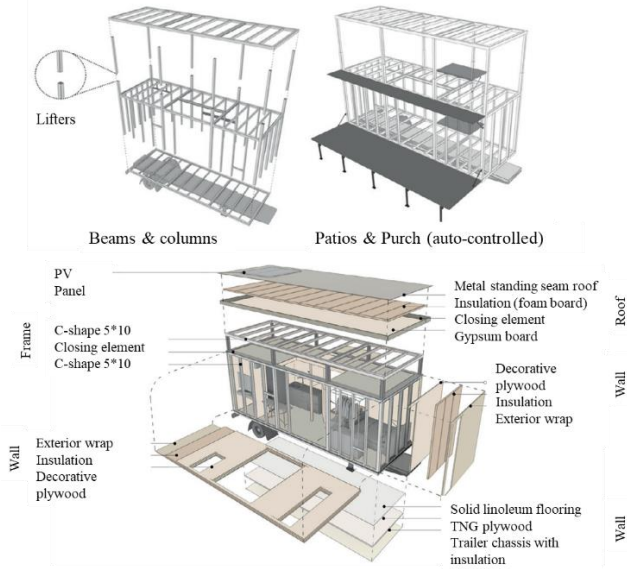 Lifters
Beams & columns
Patios & Purch (auto-controlled)
PV
Panel
C-shape 5*10
Closing element
C-shape 5*10
Frame
Metal standing seam roof
Insulation (foam board)
Closing element
Gypsum board
Roof
Decorative
plywood
Insulation
Exterior wrap
Wall
Exterior wrap
Insulation
Decorative
plywood
Wall
Solid linoleum flooring
TNG plywood
Trailer chassis with
insulation
Wall